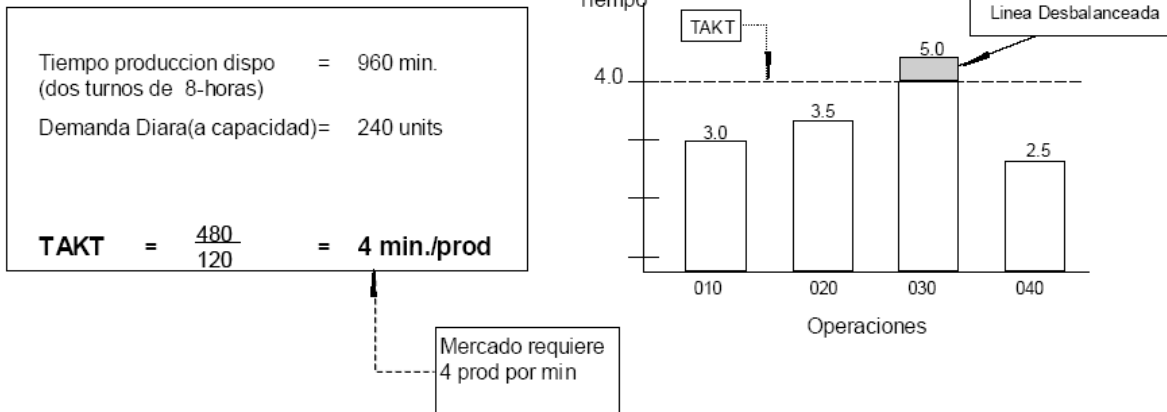 Tiempo produccion dispo = 960 min.
(dos turnos de 8-horas)
Demanda Diara(a capacidad)= 240 units
TAKT = 480 = 4 min./prod
120
Mercado requiere
4 prod por min
Tiempo
TAKT
Linea Desbalanceada
4.0
3.0
3.5
5.0
2.5
010 020 030 040
Operaciones